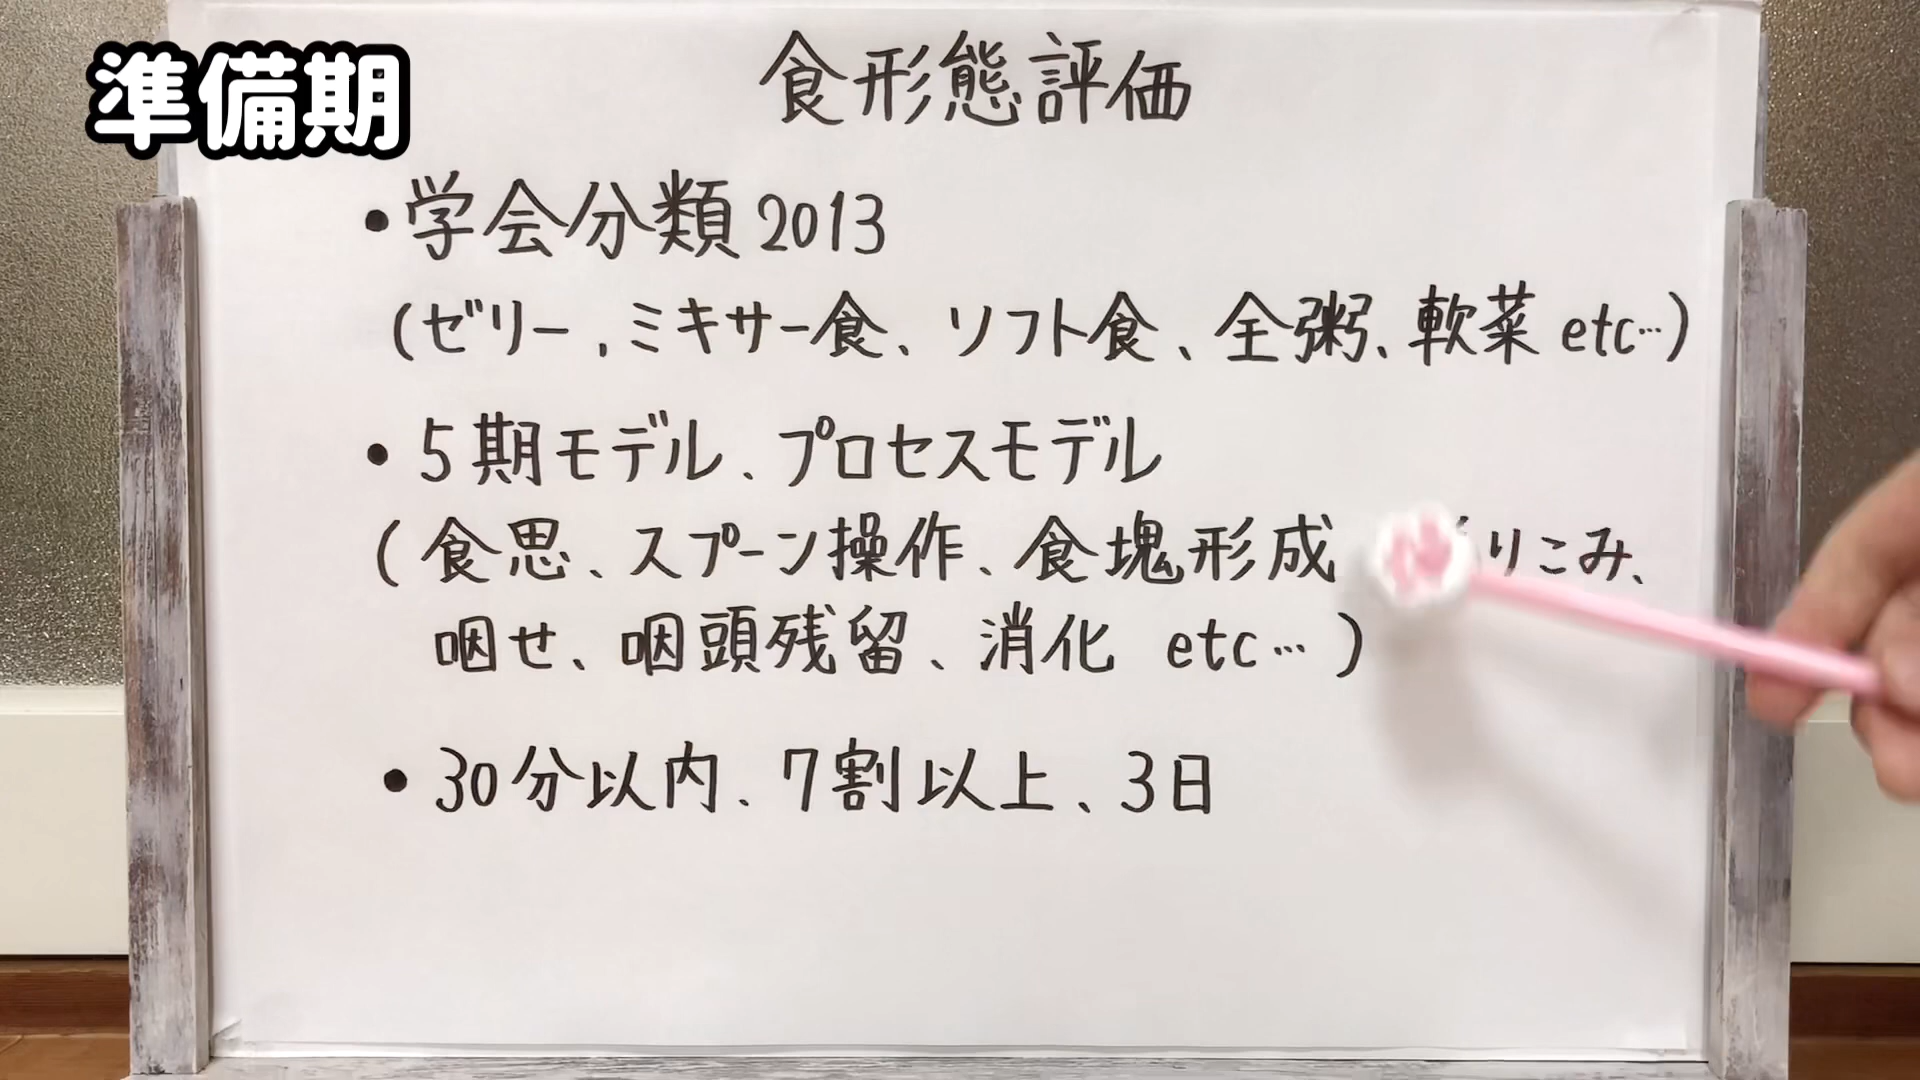 準備期
食形態評価
・学会分類2013
(ゼリー,ミキサー食、ソフト食、全粥、軟菜 etc…)
・5期モデル、プロセスモデル
(食思、スプーン操作、食塊形成 りこみ、
咽せ、咽頭残留、消化 etc…)
・30分以内、7割以上、3日